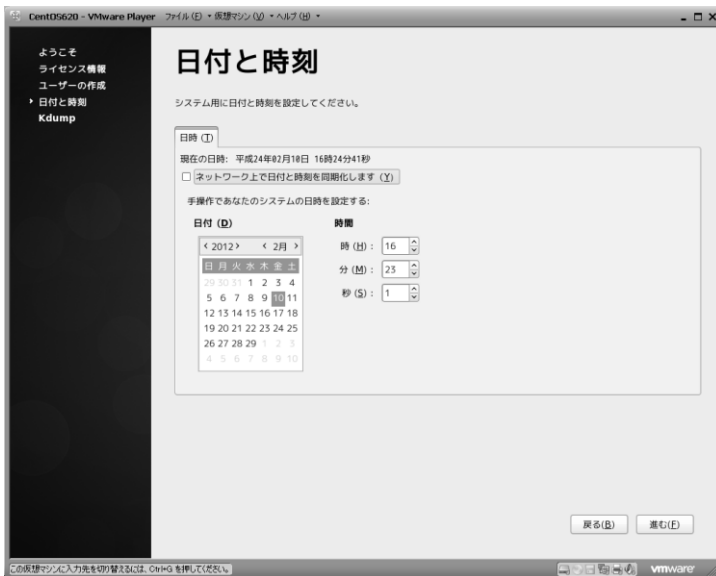 CentOS620 - VMware Player ファイル(F) ・ 仮想マシン(V) ・ ヘルプ(H) ・
ようこそ
ライセンス情報
ユーザーの作成
日付と時刻
Kdump
日付と時刻
システム用に日付と時刻を設定してください。
日時 (T)
現在の日時: 平成24年02月10日 16時24分41秒
ネットワーク上で日付と時刻を同期化します (Y)
手操作であなたのシステムの日時を設定する:
日付 (D) 時間
< 2012 > < 2月 >
日 月 火 水 木 金 土
29 30 31 1 2 3 4
5 6 7 8 9 10 11
12 13 14 15 16 17 18
19 20 21 22 23 24 25
26 27 28 29 1 2 3
4 5 6 7 8 9 10
時 (H) : 16
分 (M) : 23
秒 (S) : 1
戻る(B) 進む(F)
この仮想マシンに入力先を切り替えるには、Ctrl+G を押してください。 vmware